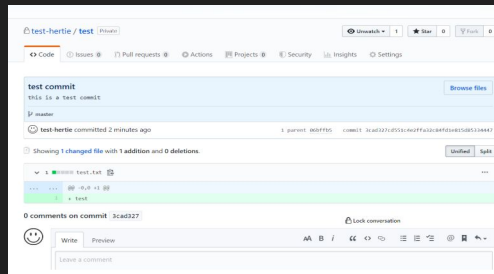 test-hertie / test Private
Unwatch 1 Star 0 Fork 0
Code Issues 0 Pull requests 0 Actions Projects 0 Security Insights Settings
test commit
this is a test commit
Browse files
master
test-hertie committed 2 minutes ago
1 parent commit
Showing 1 changed file with 1 addition and 0 deletions.
Unified Split
1 test.txt
... ... @@ -0,0 +1 @@
+ test
0 comments on commit 3cad327
Lock conversation
Write Preview
AA B i
Leave a comment